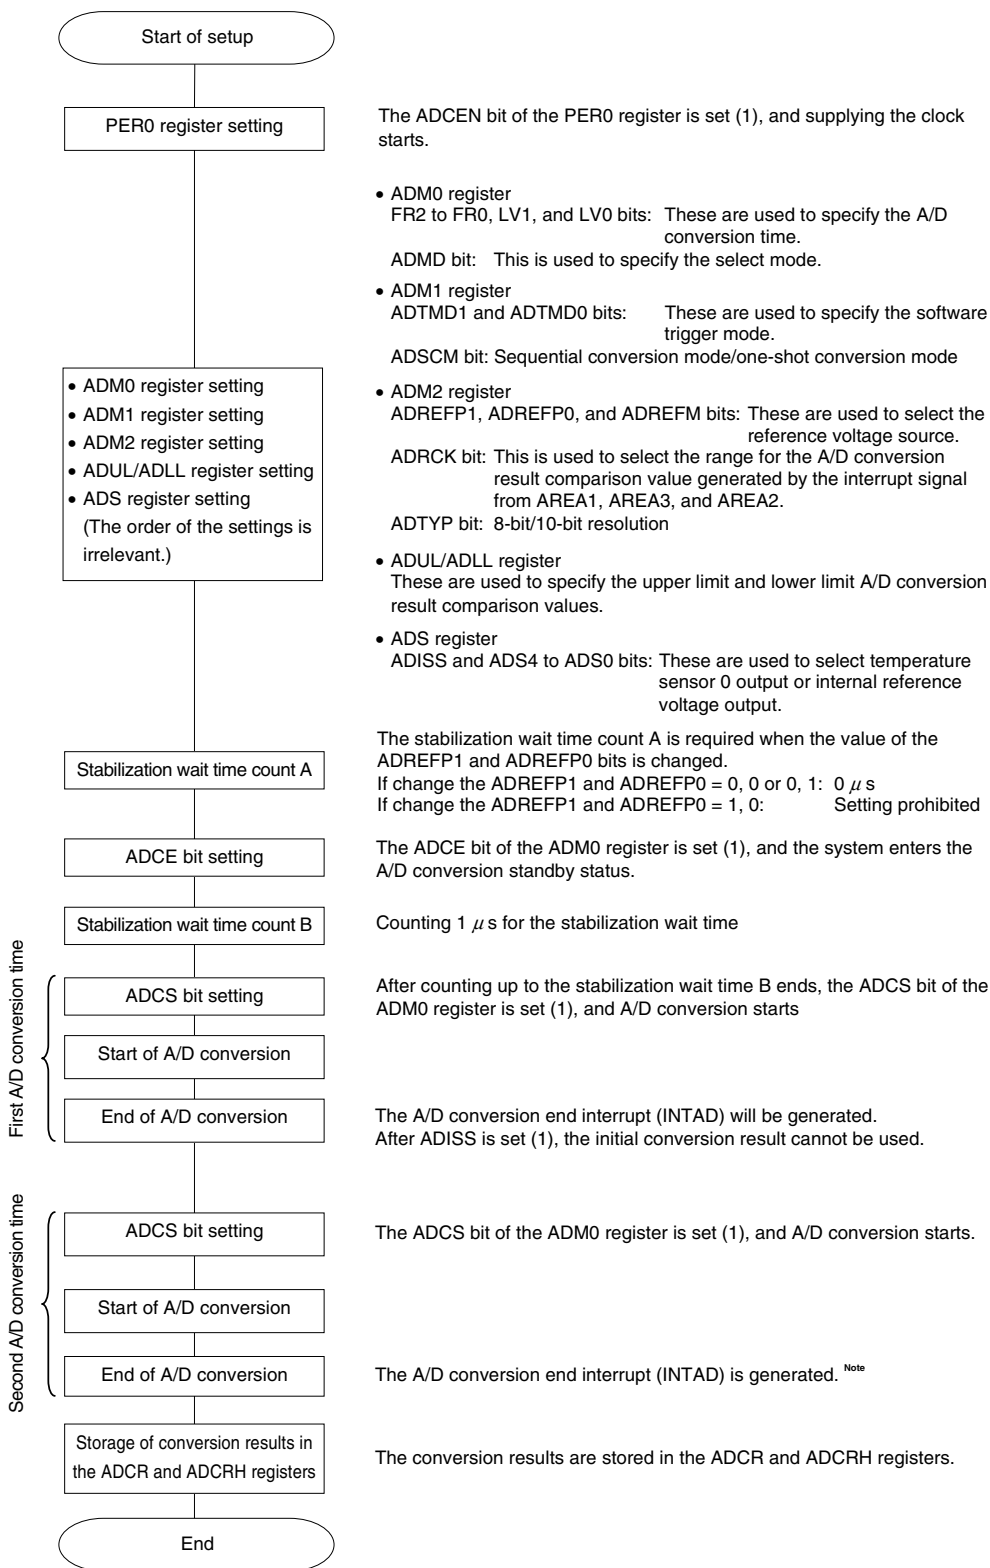 Start of setup
PER0 register setting
The ADCEN bit of the PER0 register is set (1), and supplying the clock
starts.
• ADM0 register
FR2 to FR0, LV1, and LV0 bits: These are used to specify the A/D
conversion time.
ADMD bit: This is used to specify the select mode.
• ADM1 register
ADTMD1 and ADTMD0 bits: These are used to specify the software
trigger mode.
ADSCM bit: Sequential conversion mode/one-shot conversion mode
• ADM0 register setting
• ADM1 register setting
• ADM2 register setting
• ADUL/ADLL register setting
• ADS register setting
(The order of the settings is
irrelevant.)
• ADM2 register
ADREFP1, ADREFP0, and ADREFM bits: These are used to select the
reference voltage source.
ADRCK bit: This is used to select the range for the A/D conversion
result comparison value generated by the interrupt signal
from AREA1, AREA3, and AREA2.
ADTYP bit: 8-bit/10-bit resolution
• ADUL/ADLL register
These are used to specify the upper limit and lower limit A/D conversion
result comparison values.
• ADS register
ADISS and ADS4 to ADS0 bits: These are used to select temperature
sensor 0 output or internal reference
voltage output.
Stabilization wait time count A
The stabilization wait time count A is required when the value of the
ADREFP1 and ADREFP0 bits is changed.
If change the ADREFP1 and ADREFP0 = 0, 0 or 0, 1: 0 μ s
If change the ADREFP1 and ADREFP0 = 1, 0: Setting prohibited
ADCE bit setting
The ADCE bit of the ADM0 register is set (1), and the system enters the
A/D conversion standby status.
Stabilization wait time count B
Counting 1 μ s for the stabilization wait time
First A/D conversion time
ADCS bit setting
After counting up to the stabilization wait time B ends, the ADCS bit of the
ADM0 register is set (1), and A/D conversion starts
Start of A/D conversion
End of A/D conversion
The A/D conversion end interrupt (INTAD) will be generated.
After ADISS is set (1), the initial conversion result cannot be used.
Second A/D conversion time
ADCS bit setting
The ADCS bit of the ADM0 register is set (1), and A/D conversion starts.
Start of A/D conversion
End of A/D conversion
The A/D conversion end interrupt (INTAD) is generated. Note
Storage of conversion results in
the ADCR and ADCRH registers
The conversion results are stored in the ADCR and ADCRH registers.
End